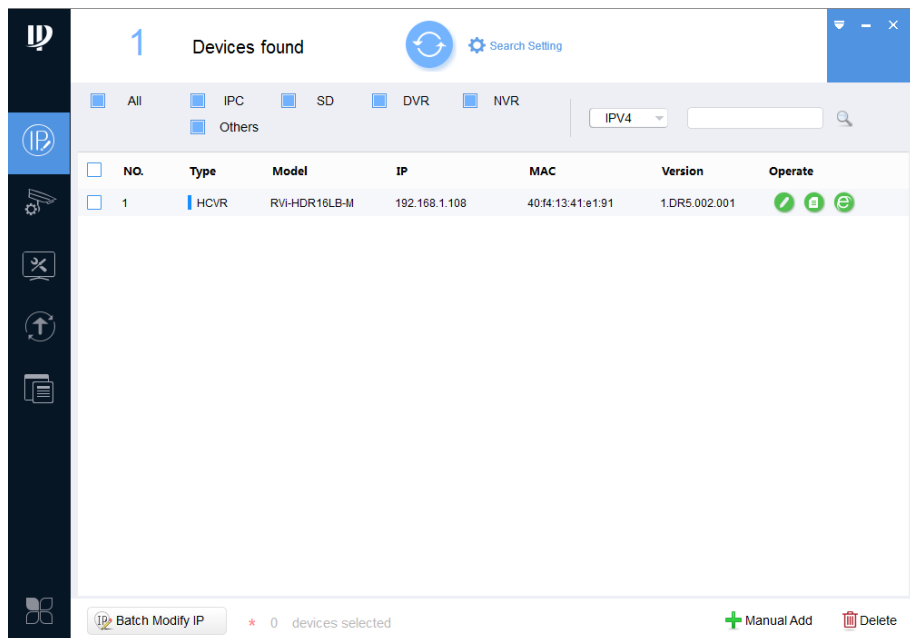 1 Devices found Search Setting
All IPC SD DVR NVR
Others
IPV4
NO. Type Model IP MAC Version Operate
1 HCVR RVi-HDR16LB-M 192.168.1.108 40:f4:13:41:e1:91 1.DR5.002.001
Batch Modify IP * 0 devices selected Manual Add Delete